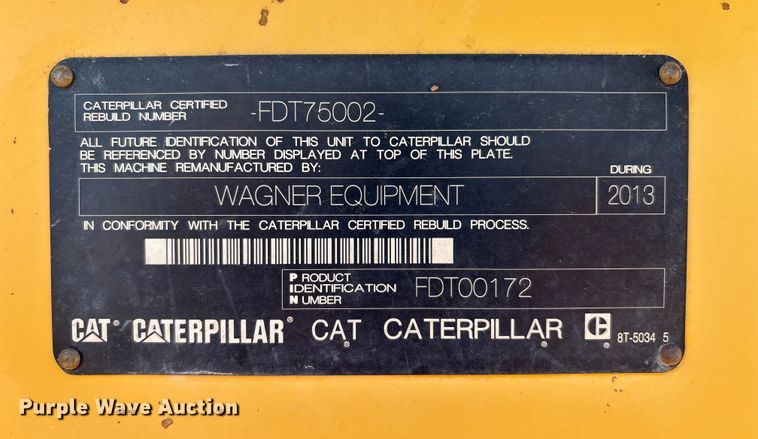 CATERPILLAR CERTIFIED
REBUILD NUMBER -FDT75002-
ALL FUTURE IDENTIFICATION OF THIS UNIT TO CATERPILLAR SHOULD
BE REFERENCED BY NUMBER DISPLAYED AT TOP OF THIS PLATE.
THIS MACHINE REMANUFACTURED BY: DURING
WAGNER EQUIPMENT 2013
IN CONFORMITY WITH THE CATERPILLAR CERTIFIED REBUILD PROCESS.
PRODUCT
IDENTIFICATION
NUMBER FDT00172
CAT® CATERPILLAR® CAT CATERPILLAR C 8T-5034 5
Purple Wave Auction